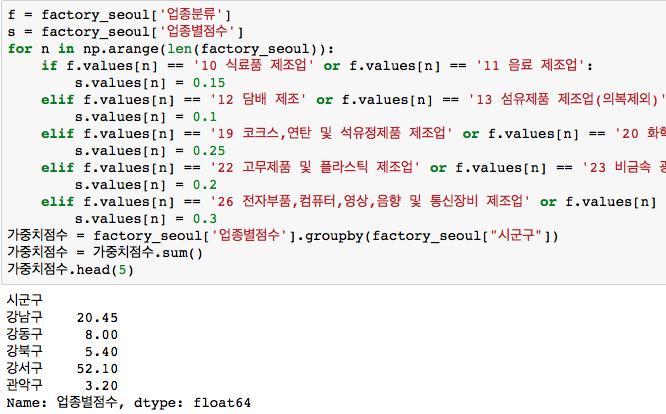 f = factory_seoul['업종분류']
s = factory_seoul['업종별점수']
for n in np.arange(len(factory_seoul)):
    if f.values[n] == '10 식료품 제조업' or f.values[n] == '11 음료 제조업':
        s.values[n] = 0.15
    elif f.values[n] == '12 담배 제조' or f.values[n] == '13 섬유제품 제조업(의복제외)'
        s.values[n] = 0.1
    elif f.values[n] == '19 코크스,연탄 및 석유정제품 제조업' or f.values[n] == '20 화학
        s.values[n] = 0.25
    elif f.values[n] == '22 고무제품 및 플라스틱 제조업' or f.values[n] == '23 비금속
        s.values[n] = 0.2
    elif f.values[n] == '26 전자부품,컴퓨터,영상,음향 및 통신장비 제조업' or f.values[n]
        s.values[n] = 0.3
가중치점수 = factory_seoul['업종별점수'].groupby(factory_seoul["시군구"])
가중치점수 = 가중치점수.sum()
가중치점수.head(5)
시군구
강남구    20.45
강동구     8.00
강북구     5.40
강서구    52.10
관악구     3.20
Name: 업종별점수, dtype: float64